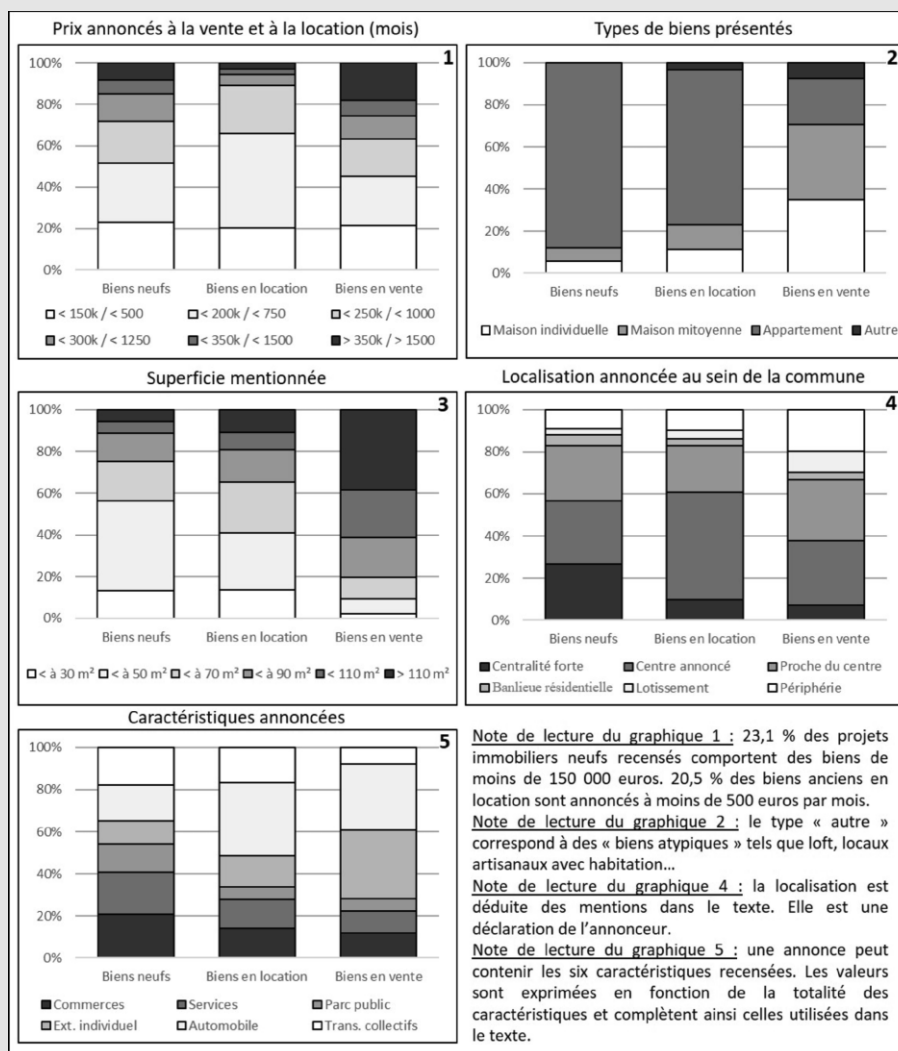 Prix annoncés à la vente et à la location (mois)
1
100%
80%
60%
40%
20%
0%
Biens neufs
Biens en location
Biens en vente
< 150k / < 500
< 200k / < 750
< 250k / < 1000
< 300k / < 1250
< 350k / < 1500
> 350k / > 1500
Types de biens présentés
2
100%
80%
60%
40%
20%
0%
Biens neufs
Biens en location
Biens en vente
Maison individuelle
Maison mitoyenne
Appartement
Autre
Superficie mentionnée
3
100%
80%
60%
40%
20%
0%
Biens neufs
Biens en location
Biens en vente
< à 30 m²
< à 50 m²
< à 70 m²
< à 90 m²
< 110 m²
> 110 m²
Localisation annoncée au sein de la commune
4
100%
80%
60%
40%
20%
0%
Biens neufs
Biens en location
Biens en vente
Centralité forte
Centre annoncé
Proche du centre
Banlieue résidentielle
Lotissement
Périphérie
Caractéristiques annoncées
5
100%
80%
60%
40%
20%
0%
Biens neufs
Biens en location
Biens en vente
Commerces
Services
Parc public
Ext. individuel
Automobile
Trans. collectifs
Note de lecture du graphique 1 : 23,1 % des projets
immobiliers neufs recensés comportent des biens de
moins de 150 000 euros. 20,5 % des biens anciens en
location sont annoncés à moins de 500 euros par mois.
Note de lecture du graphique 2 : le type « autre »
correspond à des « biens atypiques » tels que loft, locaux
artisanaux avec habitation…
Note de lecture du graphique 4 : la localisation est
déduite des mentions dans le texte. Elle est une
déclaration de l’annonceur.
Note de lecture du graphique 5 : une annonce peut
contenir les six caractéristiques recensées. Les valeurs
sont exprimées en fonction de la totalité des
caractéristiques et complètent ainsi celles utilisées dans
le texte.